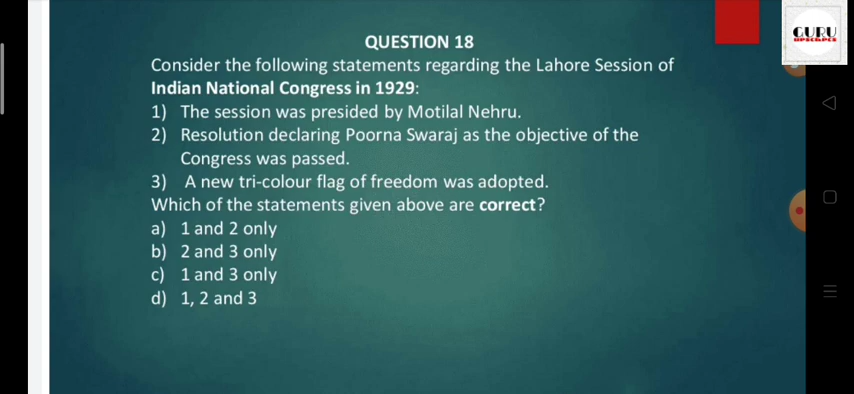 QUESTION 18
Consider the following statements regarding the Lahore Session of
Indian National Congress in 1929:
1) The session was presided by Motilal Nehru.
2) Resolution declaring Poorna Swaraj as the objective of the
Congress was passed.
3) A new tri-colour flag of freedom was adopted.
Which of the statements given above are correct?
a) 1 and 2 only
b) 2 and 3 only
c) 1 and 3 only
d) 1, 2 and 3
GURU